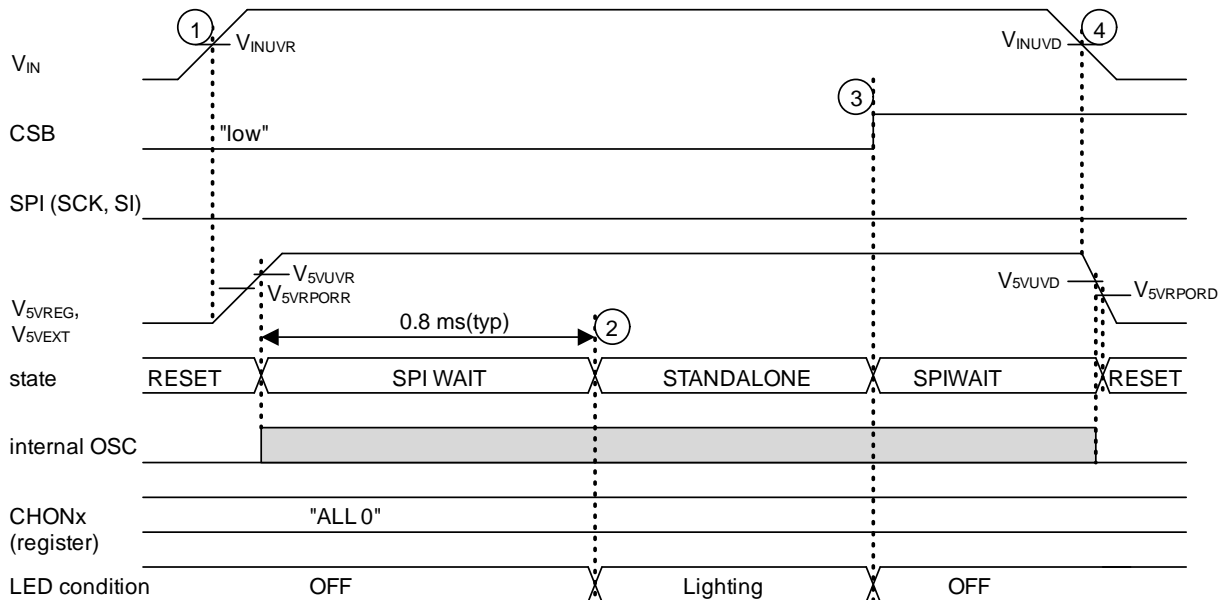 1
4
VINUVR
VINUVD
VIN
3
CSB
"low"
SPI (SCK, SI)
V5VUVR
V5VUVD
V5VRPORR
V5VRPORD
V5VREG,
V5VEXT
0.8 ms(typ)
2
state
RESET
SPI WAIT
STANDALONE
SPIWAIT
RESET
internal OSC
CHONx
(register)
"ALL 0"
LED condition
OFF
Lighting
OFF